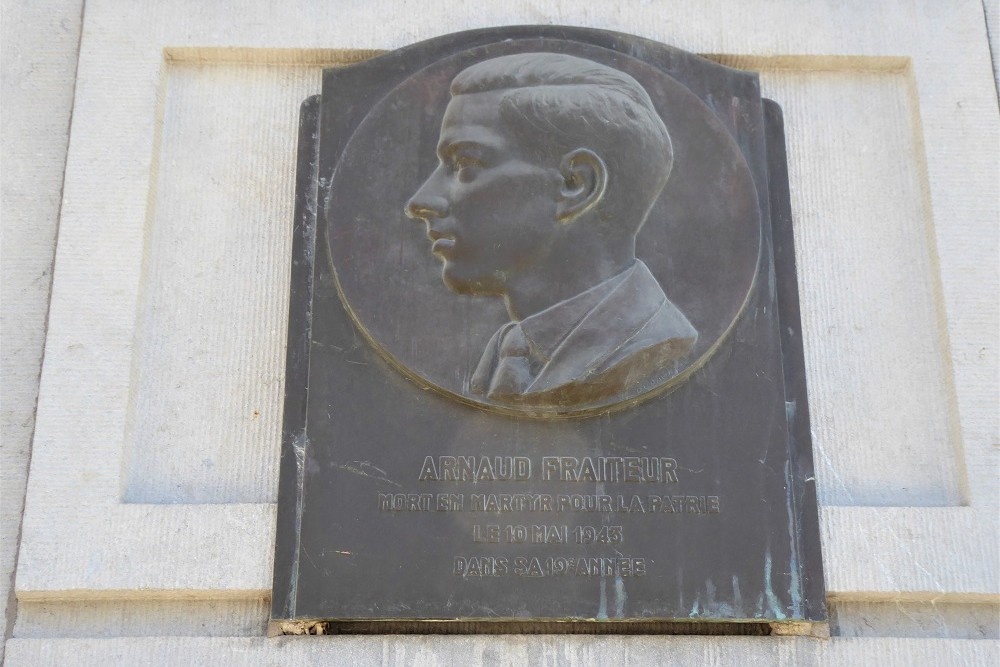 ARNAUD FRAITEUR
MORT EN MARTYR POUR LA PATRIE
LE 10 MAI 1943
DANS SA 19E ANNÉE